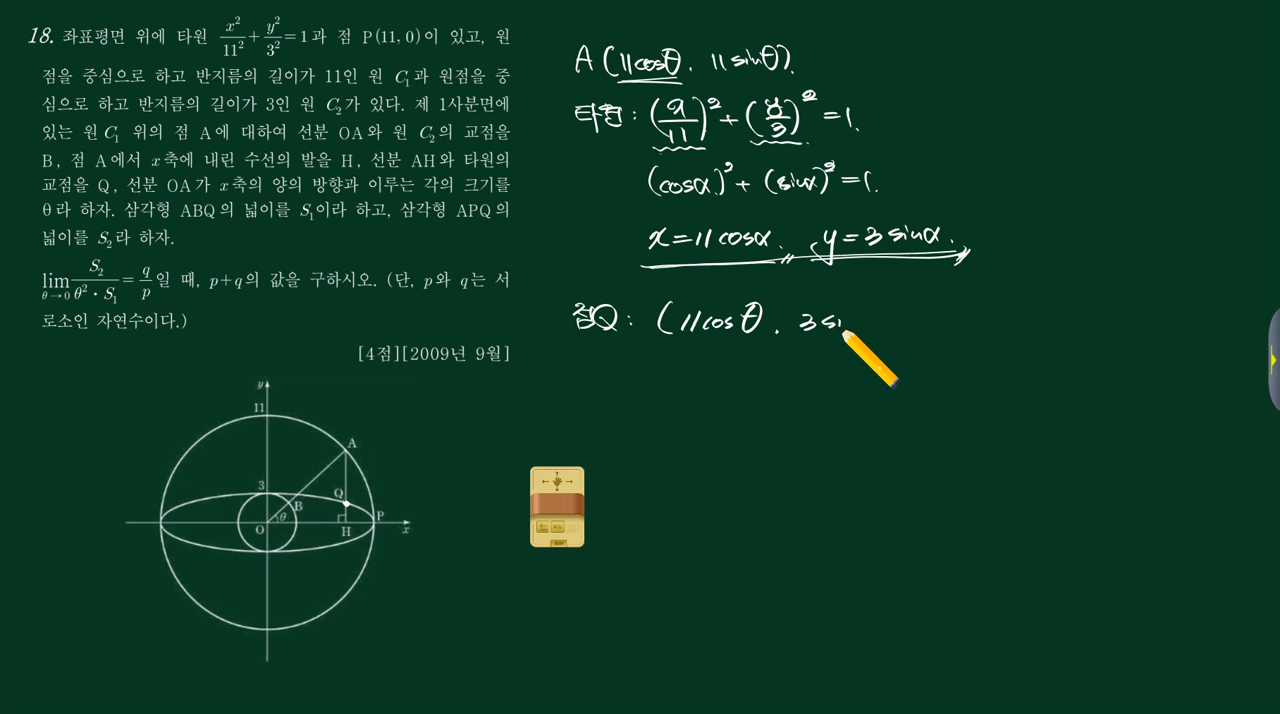 18. 좌표평면 위에 타원 x²/11² + y²/3² = 1과 점 P(11, 0)이 있고, 원
점을 중심으로 하고 반지름의 길이가 11인 원 C₁과 원점을 중
심으로 하고 반지름의 길이가 3인 원 C₂가 있다. 제 1사분면에
있는 원 C₁ 위의 점 A에 대하여 선분 OA와 원 C₂의 교점을
B, 점 A에서 x축에 내린 수선의 발을 H, 선분 AH와 타원의
교점을 Q, 선분 OA가 x축의 양의 방향과 이루는 각의 크기를
θ라 하자. 삼각형 ABQ의 넓이를 S₁이라 하고, 삼각형 APQ의
넓이를 S₂라 하자.
lim θ→0 S₂/(θ²·S₁) = q/p 일 때, p+q의 값을 구하시오. (단, p와 q는 서
로소인 자연수이다.)
[4점][2009년 9월]
y
11
A
3
Q
B
P
O
θ
H
x
A(11cosθ, 11sinθ).
타원 : (x/11)² + (y/3)² = 1.
(cosα)² + (sinα)² = 1.
x = 11cosα, y = 3sinα.
점Q : (11cosθ, 3si